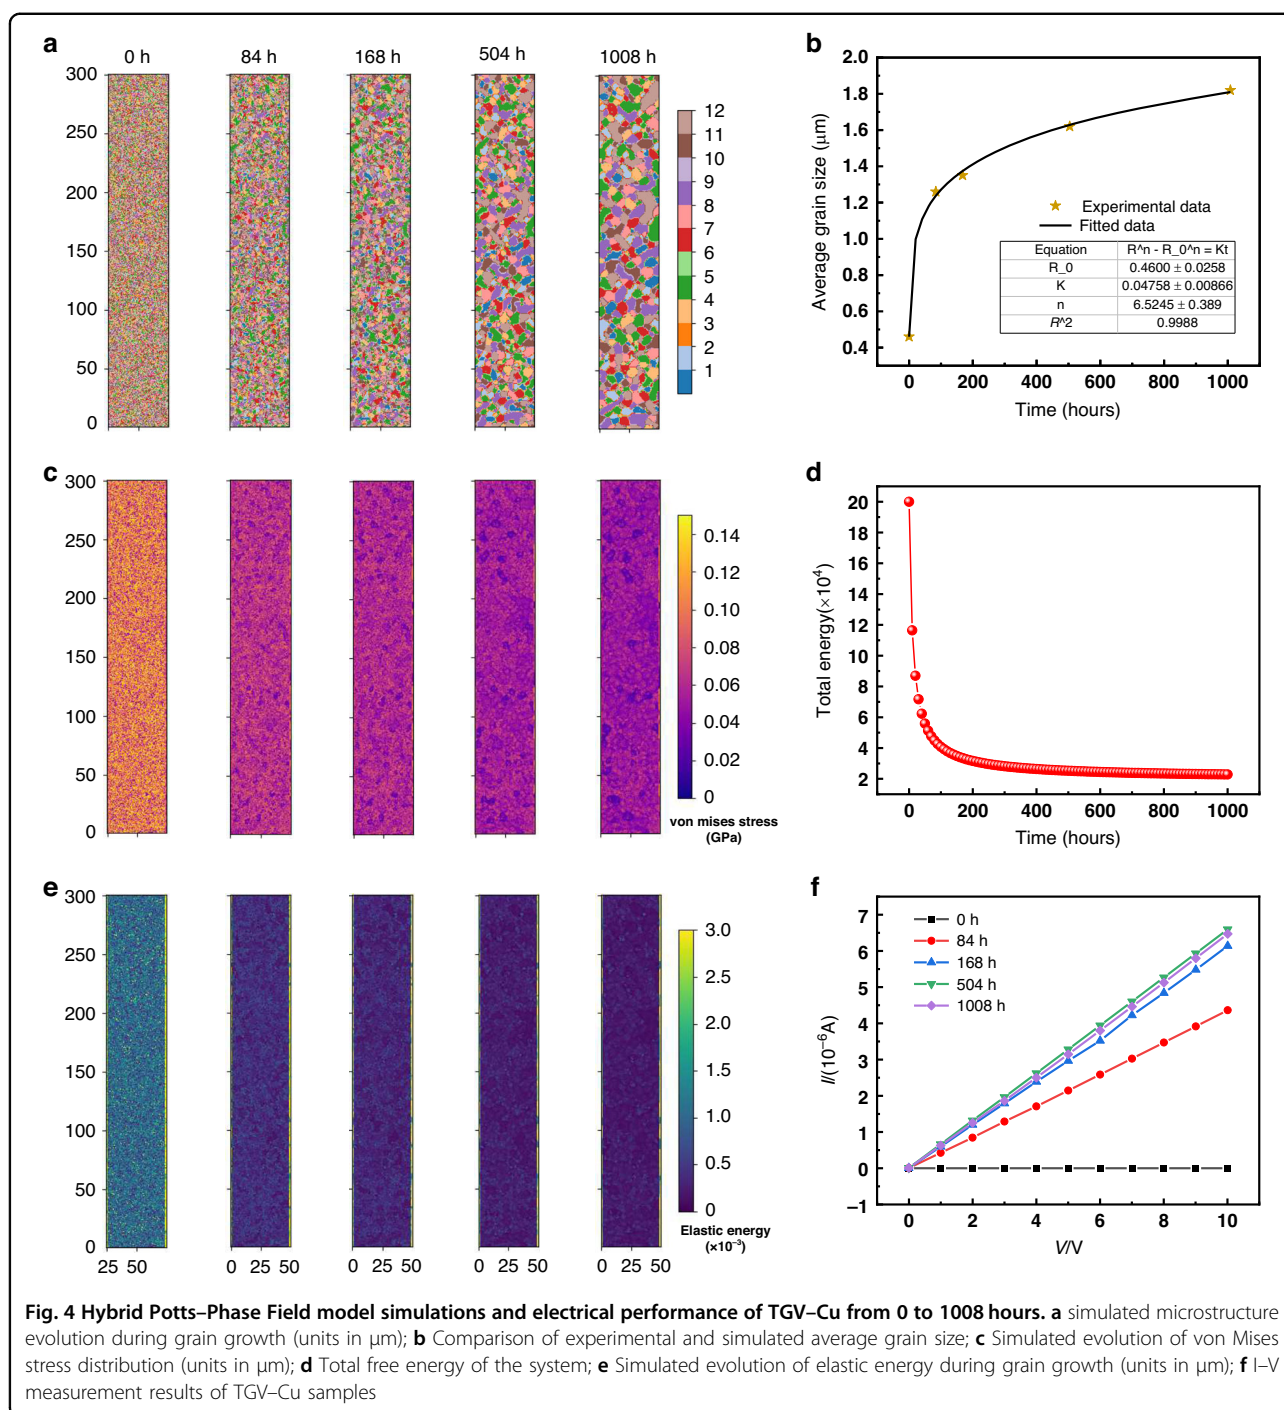 a
0 h
84 h
168 h
504 h
1008 h
300
250
200
150
100
50
0
12
11
10
9
8
7
6
5
4
3
2
1
b
2.0
1.8
1.6
1.4
1.2
1.0
0.8
0.6
0.4
Average grain size (μm)
Experimental data
Fitted data
Equation R^n - R_0^n = Kt
R_0 0.4600 ± 0.0258
K 0.04758 ± 0.00866
n 6.5245 ± 0.389
R^2 0.9988
0 200 400 600 800 1000
Time (hours)
c
300
250
200
150
100
50
0
0.14
0.12
0.10
0.08
0.06
0.04
0.02
0
von mises stress
(GPa)
d
20
18
16
14
12
10
8
6
4
2
Total energy(×10⁴)
0 200 400 600 800 1000
Time (hours)
e
300
250
200
150
100
50
0
25 50
0 25 50
0 25 50
0 25 50
0 25 50
3.0
2.5
2.0
1.5
1.0
0.5
0
Elastic energy
(×10⁻³)
f
7
6
5
4
3
2
1
0
−1
I/(10⁻⁶A)
0 h
84 h
168 h
504 h
1008 h
0 2 4 6 8 10
V/V
Fig. 4 Hybrid Potts–Phase Field model simulations and electrical performance of TGV–Cu from 0 to 1008 hours. a simulated microstructure
evolution during grain growth (units in μm); b Comparison of experimental and simulated average grain size; c Simulated evolution of von Mises
stress distribution (units in μm); d Total free energy of the system; e Simulated evolution of elastic energy during grain growth (units in μm); f I–V
measurement results of TGV–Cu samples